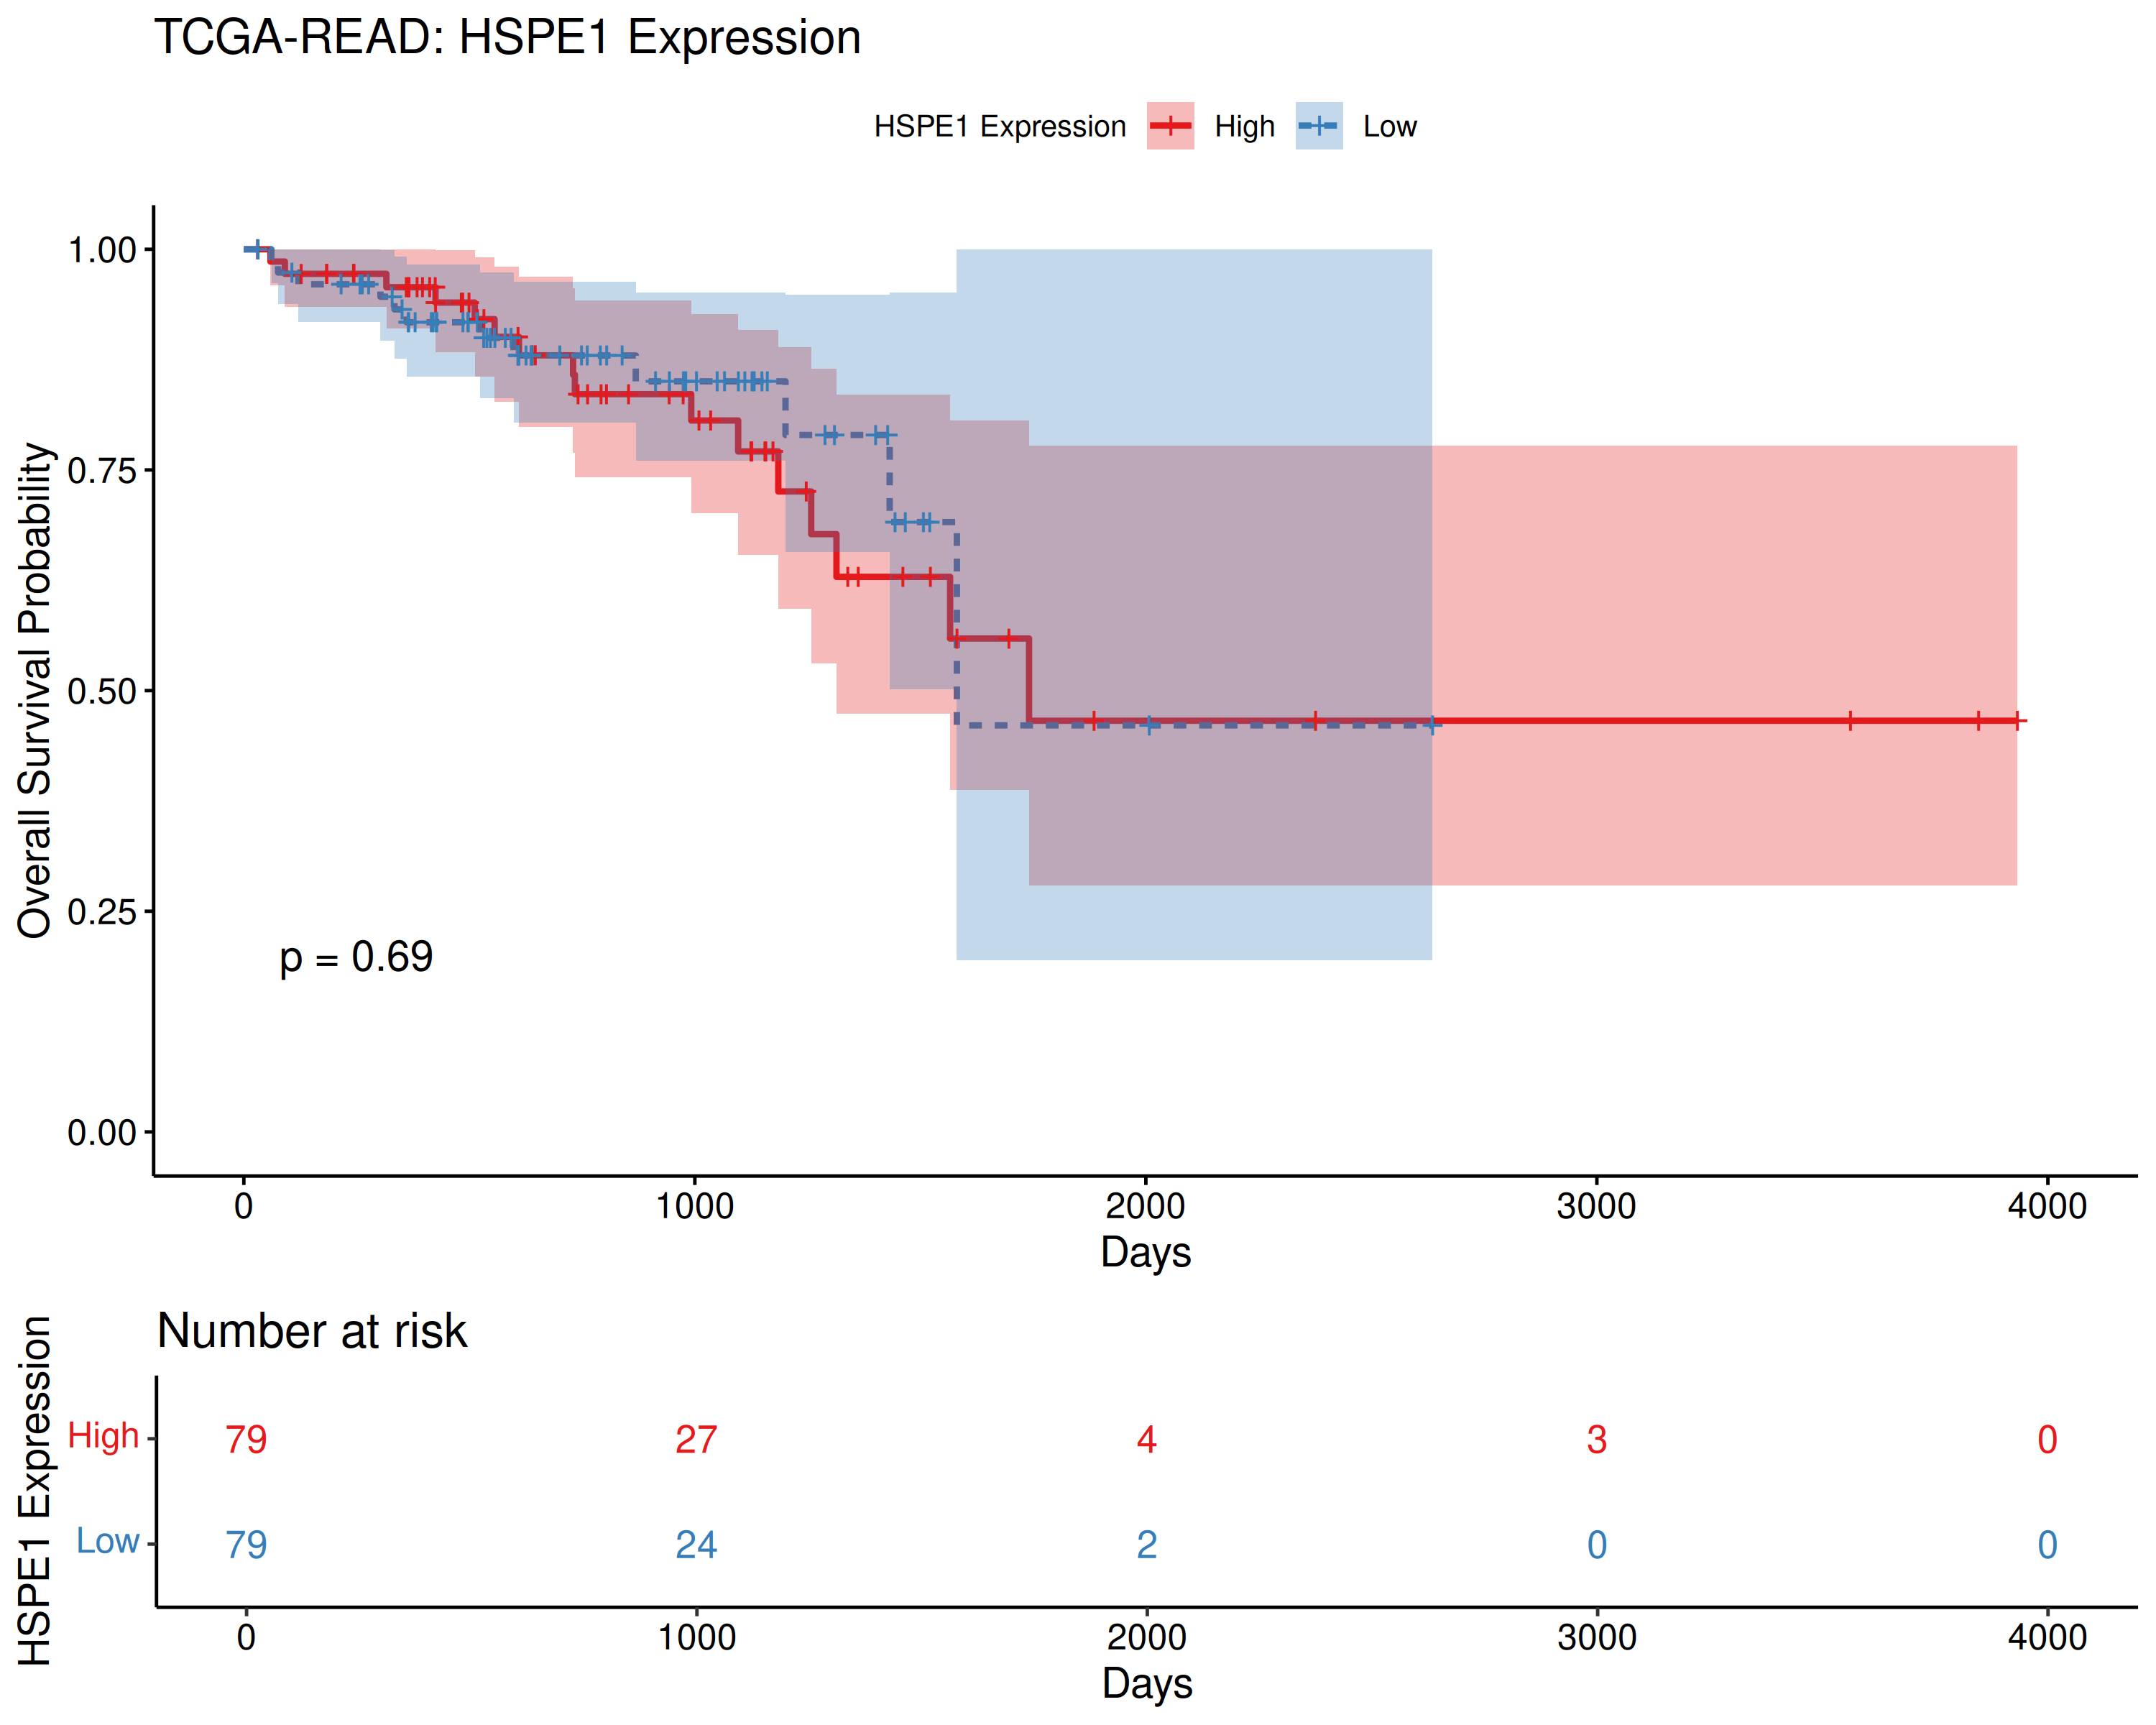 TCGA-READ: HSPE1 Expression
HSPE1 Expression High Low
Overall Survival Probability
1.00
0.75
0.50
0.25
0.00
p = 0.69
0 1000 2000 3000 4000
Days
Number at risk
HSPE1 Expression
High 79 27 4 3 0
Low 79 24 2 0 0
0 1000 2000 3000 4000
Days